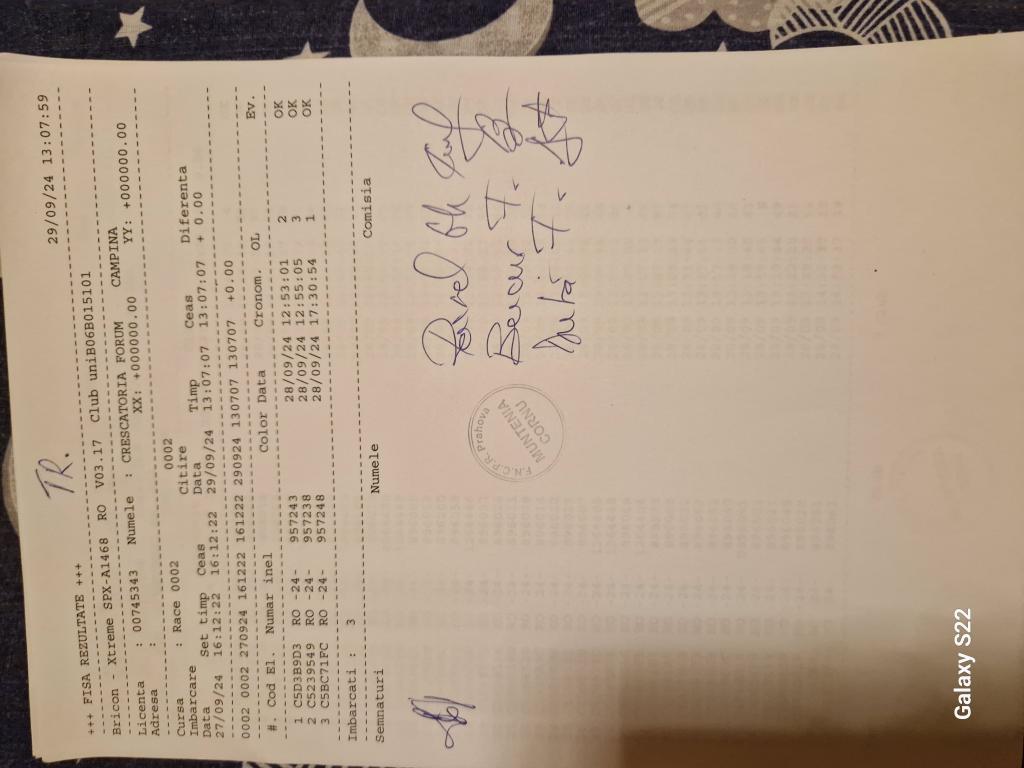 TR.
29/09/24 13:07:59
+++ FISA REZULTATE +++
Bricon - Xtreme SPX-A1468 RO V03.17 Club uniB06B015101
Licenta : 00745343 Numele : CRESCATORIA FORUM CAMPINA
Adresa : XX: +000000.00 YY: +000000.00
Cursa : Race 0002 0002
Imbarcare Citire
Data Set timp Ceas Data Timp Ceas Diferenta
27/09/24 16:12:22 16:12:22 29/09/24 13:07:07 13:07:07 + 0.00
0002 0002 270924 161222 161222 290924 130707 130707 +0.00
#. Cod El. Numar inel Color Data Cronom. OL Ev.
1 C5D3B9D3 RO -24- 957243 28/09/24 12:53:01 2 OK
2 C5239549 RO -24- 957238 28/09/24 12:55:05 3 OK
3 C5BC71FC RO -24- 957248 28/09/24 17:30:54 1 OK
Imbarcati : 3
Semnaturi Numele Comisia
F.N.C.P.R. Prahova
MUNTENIA
CORNU